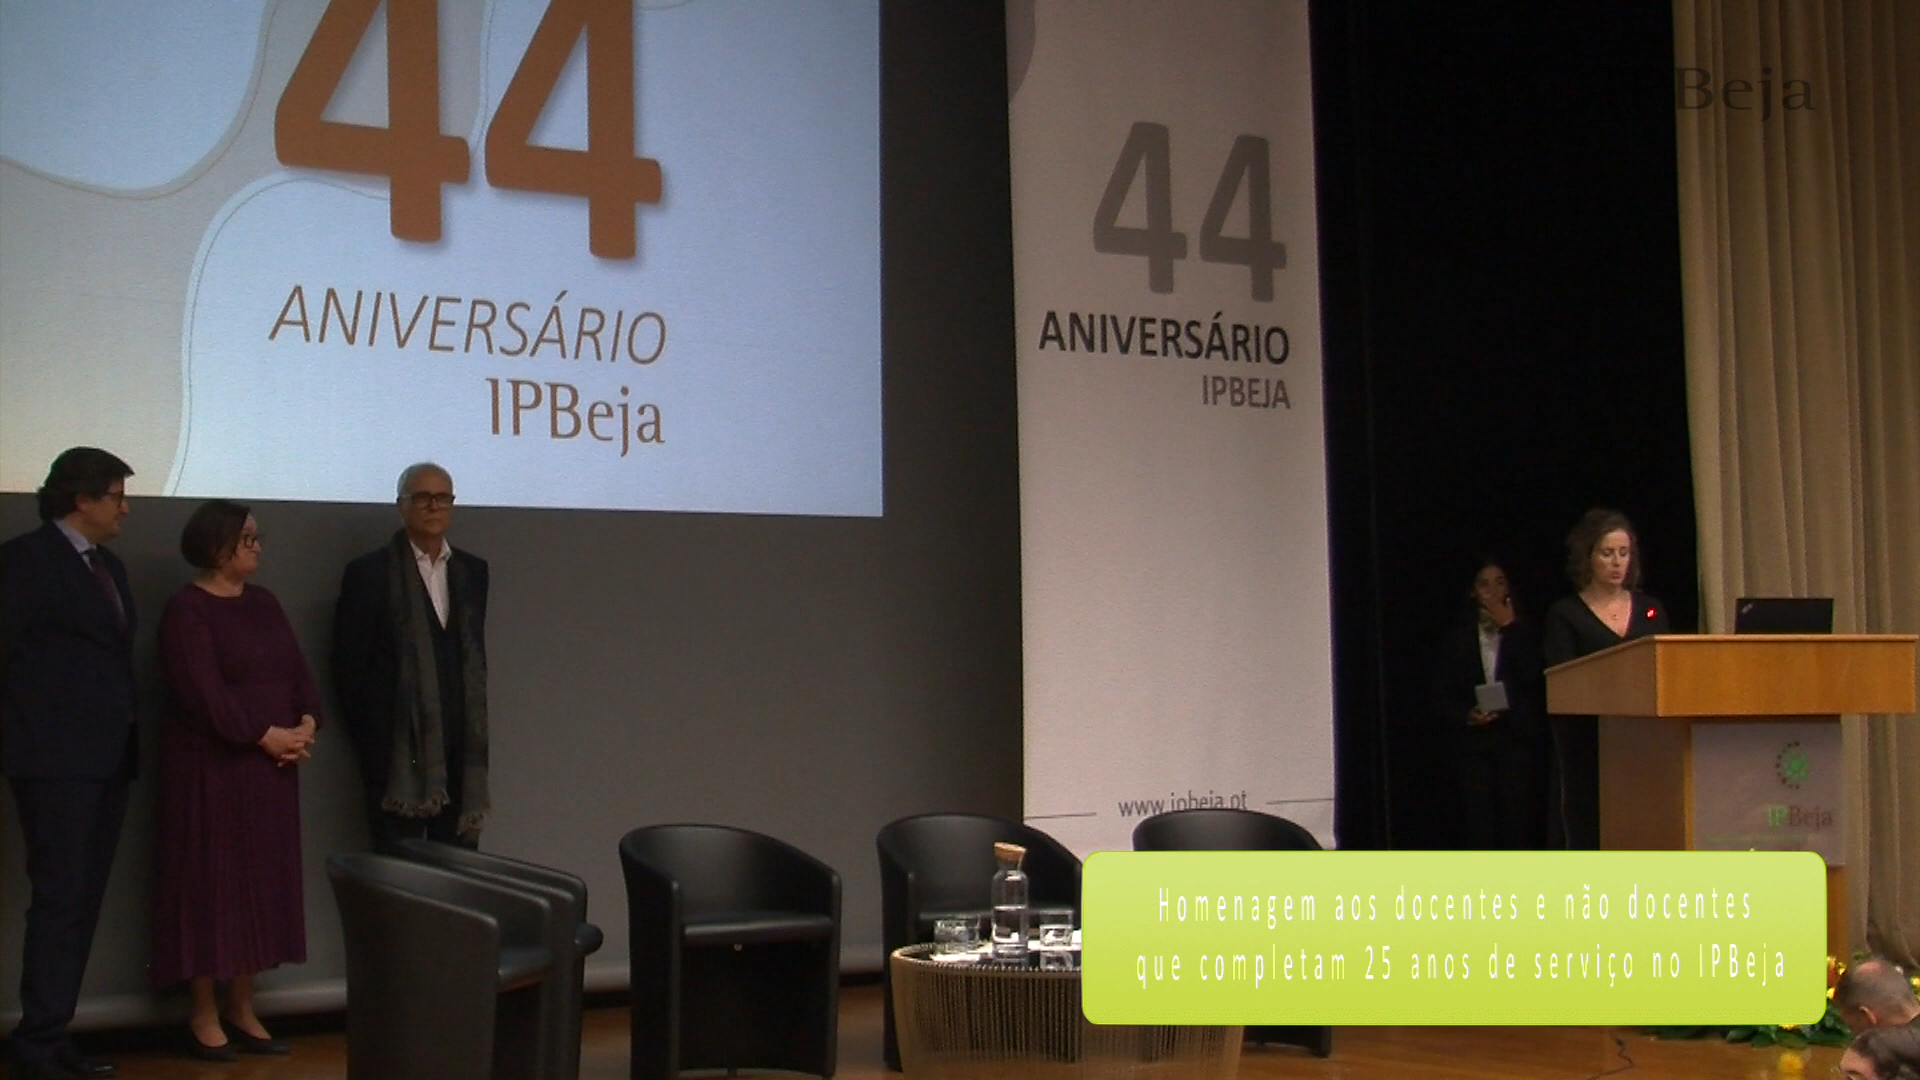 44
ANIVERSÁRIO
IPBeja
44
ANIVERSÁRIO
IPBEJA
www.ipbeja.pt
Beja
IPBeja
Homenagem aos docentes e não docentes
que completam 25 anos de serviço no IPBeja